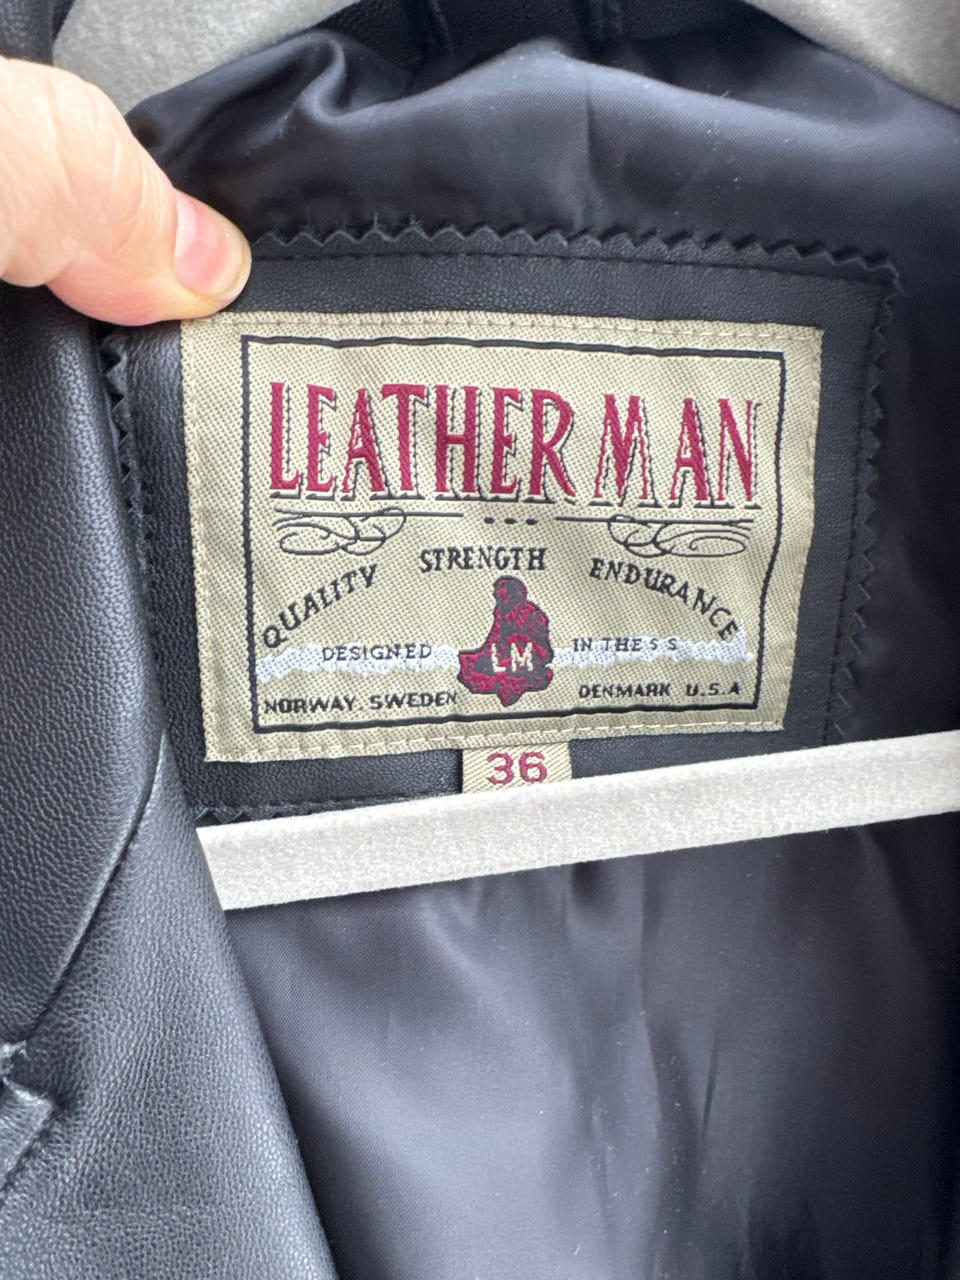 LEATHER MAN
QUALITY STRENGTH ENDURANCE
DESIGNED LM IN THE S S
NORWAY SWEDEN DENMARK U.S.A
36